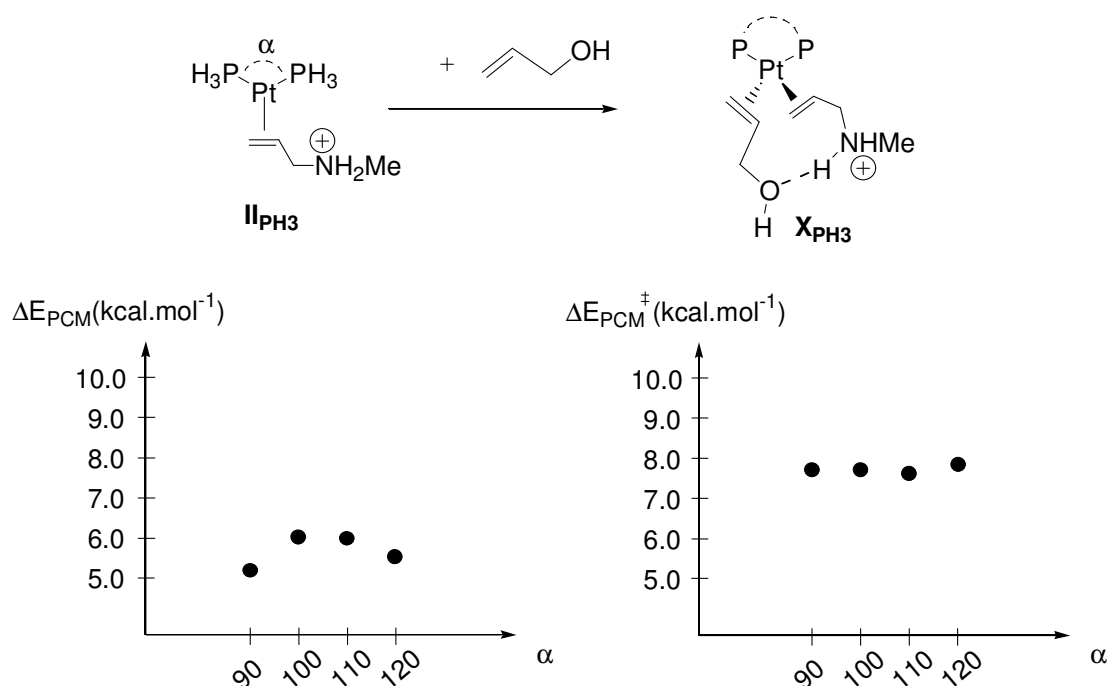 α
H3P PH3
Pt
+ OH
NH2Me
+
IIPH3
P P
Pt
NHMe
+
H
O
H
XPH3
ΔEPCM(kcal.mol-1)
10.0
9.0
8.0
7.0
6.0
5.0
90 100 110 120 α
ΔEPCM‡(kcal.mol-1)
10.0
9.0
8.0
7.0
6.0
5.0
90 100 110 120 α